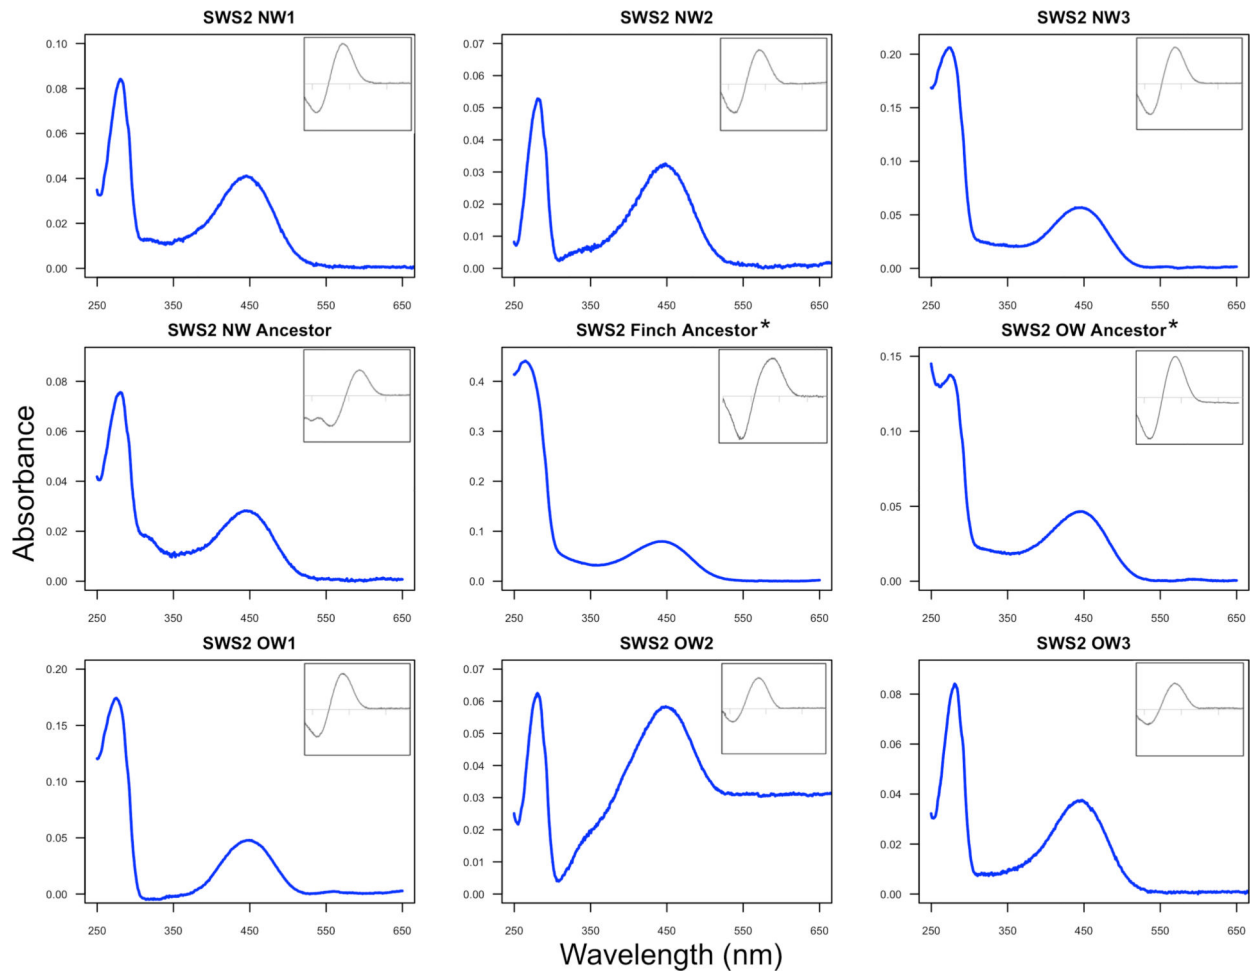 SWS2 NW1 SWS2 NW2 SWS2 NW3
0.10 0.07 0.20
0.08 0.06 0.15
0.06 0.05 0.10
0.04 0.04 0.05
0.02 0.03 0.00
0.00 0.02
0.01
0.00
250 350 450 550 650 250 350 450 550 650 250 350 450 550 650
SWS2 NW Ancestor SWS2 Finch Ancestor* SWS2 OW Ancestor*
0.08 0.4 0.15
0.06 0.3 0.10
0.04 0.2 0.05
0.02 0.1 0.00
0.00 0.0
250 350 450 550 650 250 350 450 550 650 250 350 450 550 650
Absorbance
SWS2 OW1 SWS2 OW2 SWS2 OW3
0.20 0.07 0.08
0.15 0.06 0.06
0.10 0.05 0.04
0.05 0.04 0.02
0.00 0.03 0.00
0.02
0.01
0.00
250 350 450 550 650 250 350 450 550 650 250 350 450 550 650
Wavelength (nm)